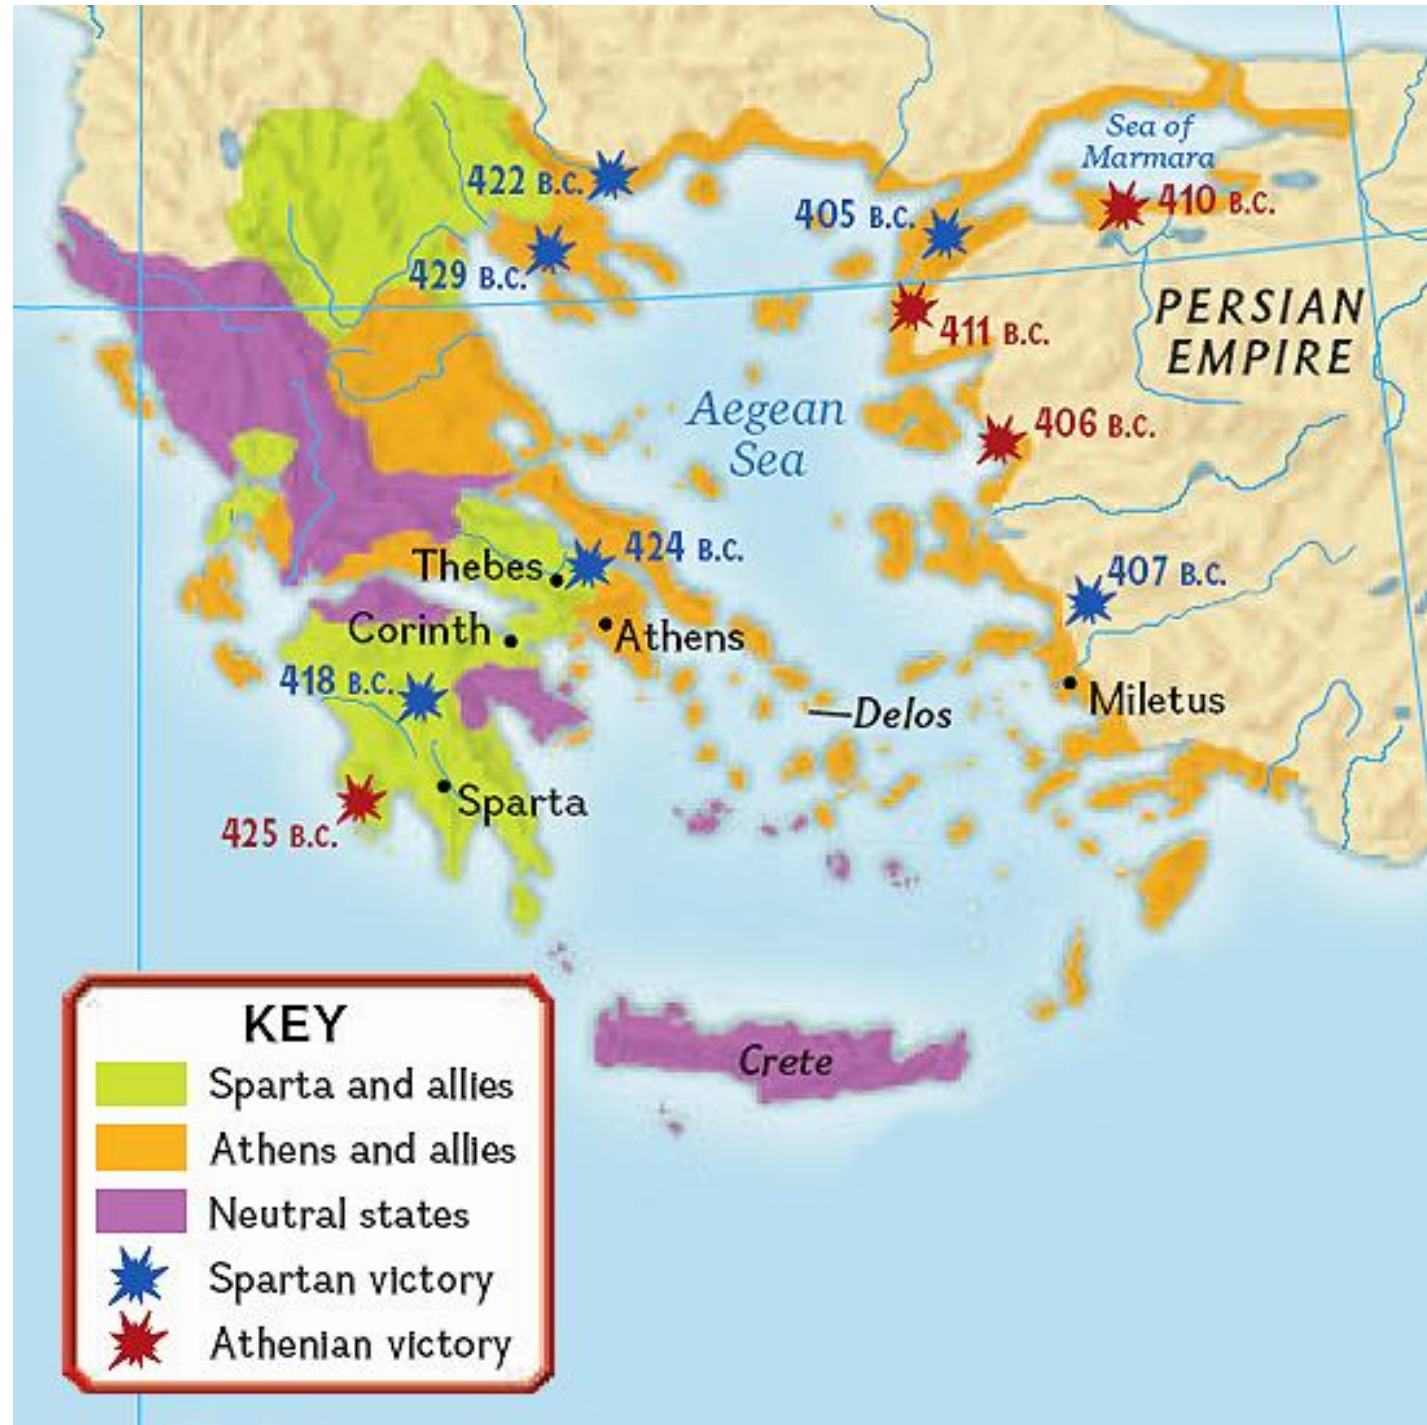 Sea of
Marmara
422 B.C.
410 B.C.
405 B.C.
429 B.C.
PERSIAN
EMPIRE
411 B.C.
Aegean
Sea
406 B.C.
424 B.C.
Thebes
407 B.C.
Corinth
Athens
418 B.C.
Miletus
Delos
Sparta
425 B.C.
KEY
Crete
Sparta and allies
Athens and allies
Neutral states
Spartan victory
Athenian victory